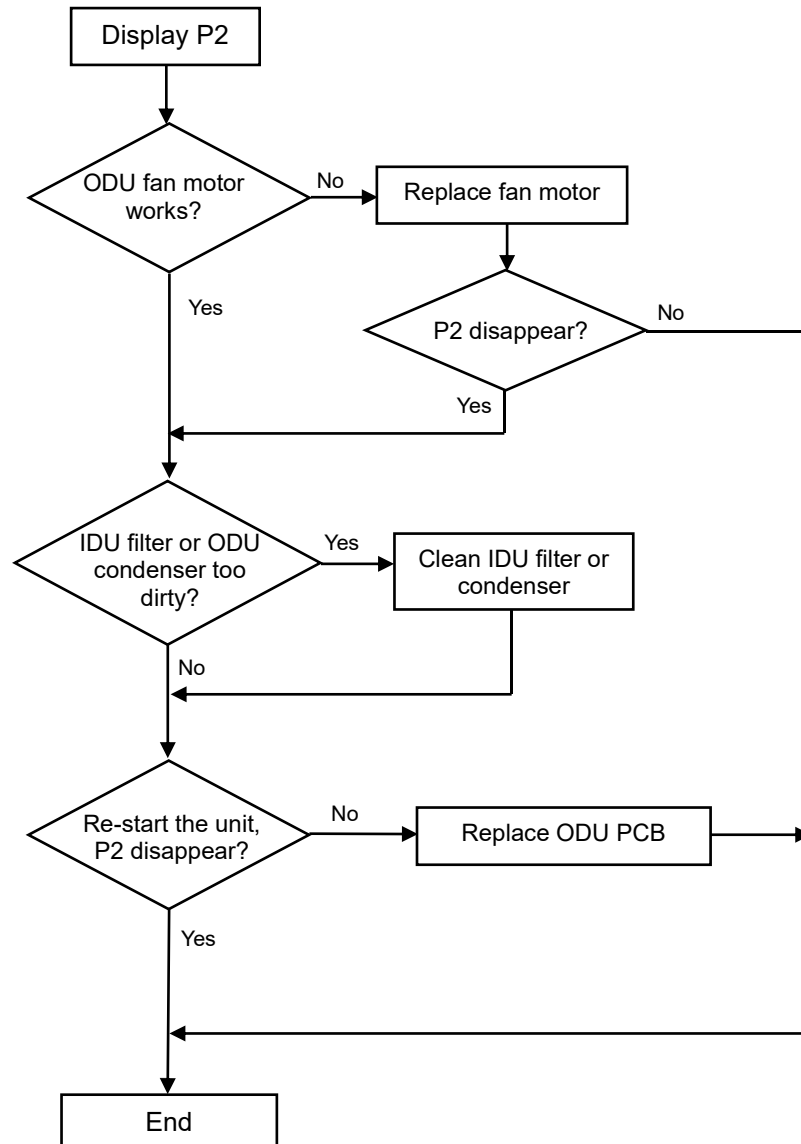 Display P2
ODU fan motor
works?
No
Replace fan motor
Yes
P2 disappear?
No
Yes
IDU filter or ODU
condenser too
dirty?
Yes
Clean IDU filter or
condenser
No
Re-start the unit,
P2 disappear?
No
Replace ODU PCB
Yes
End